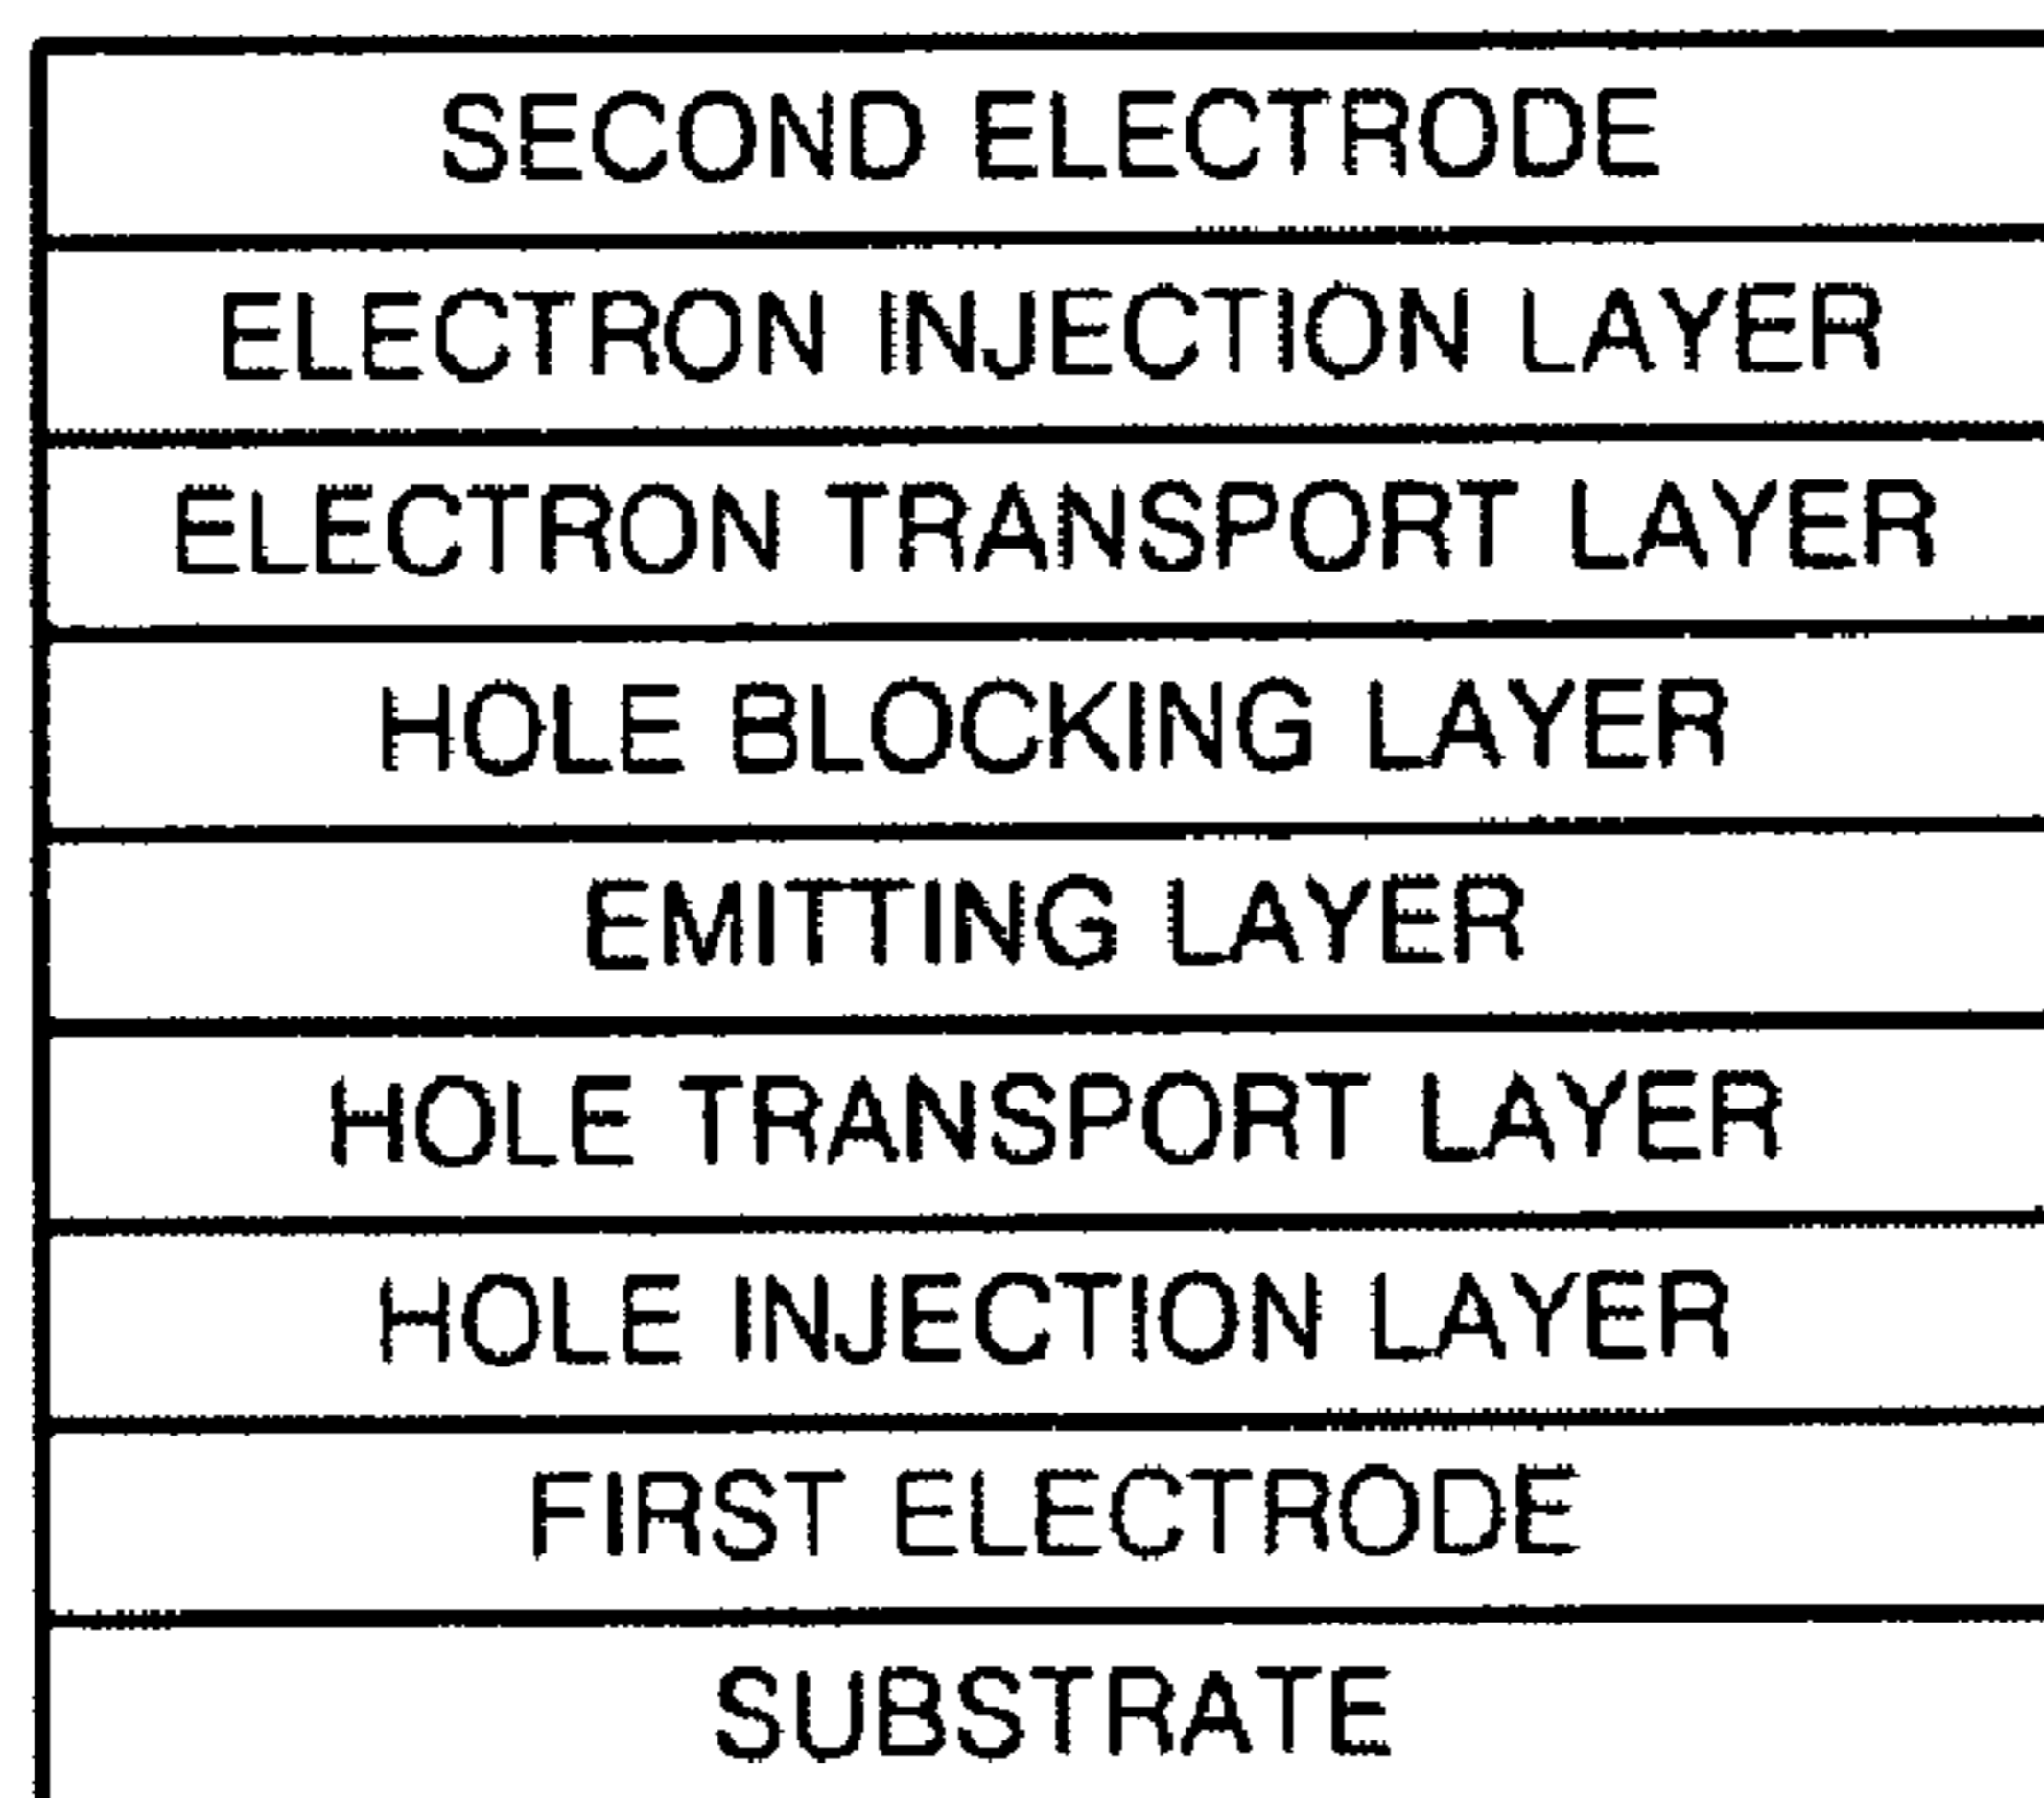 SECOND ELECTRODE
ELECTRON INJECTION LAYER
ELECTRON TRANSPORT LAYER
HOLE BLOCKING LAYER
EMITTING LAYER
HOLE TRANSPORT LAYER
HOLE INJECTION LAYER
FIRST ELECTRODE
SUBSTRATE